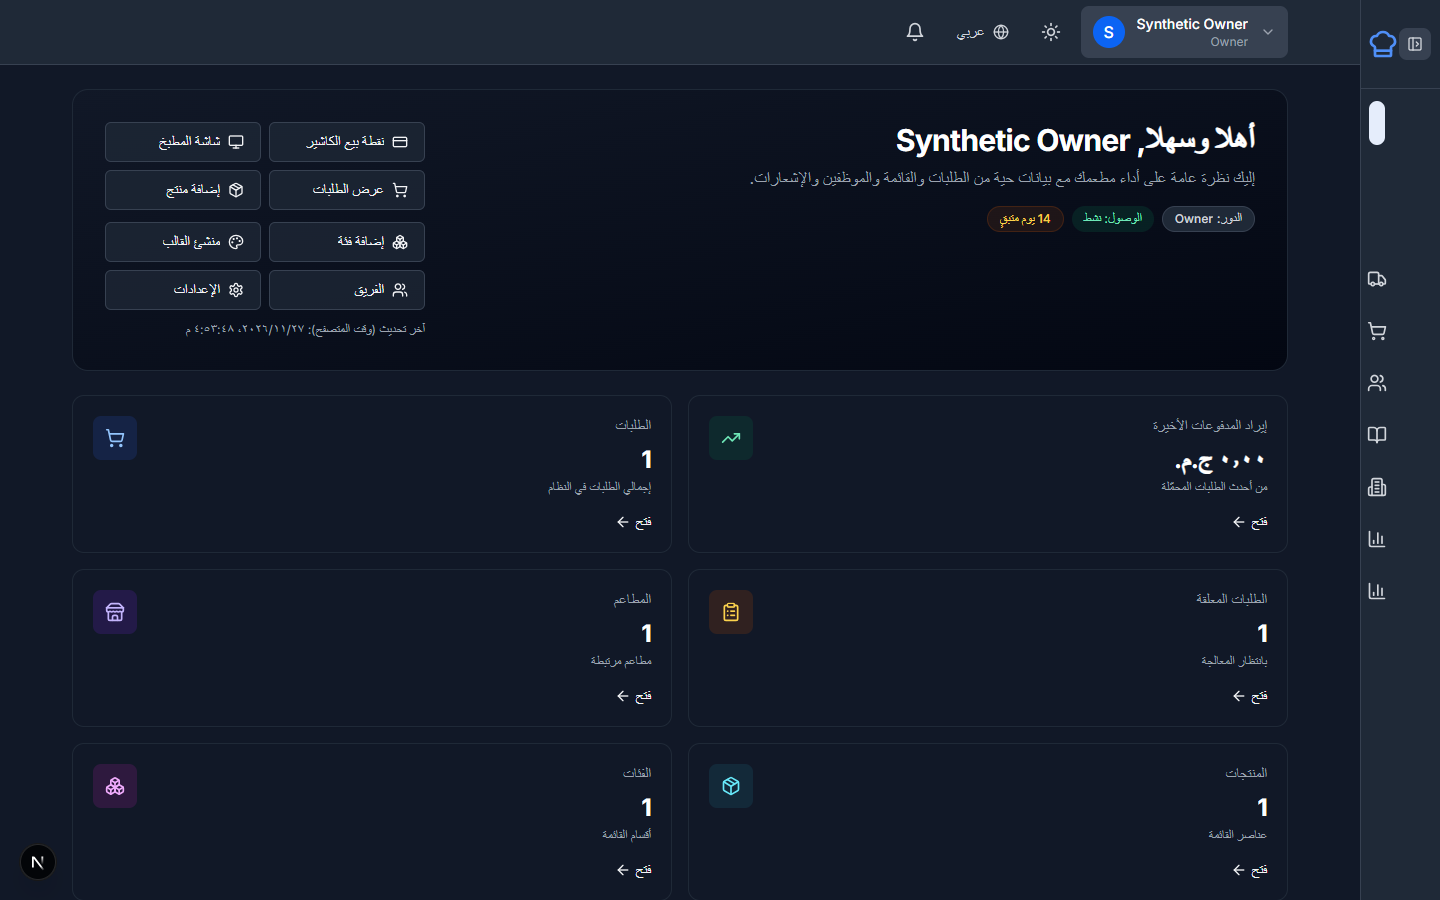 Synthetic Owner
Owner
S
عربي
أهلا وسهلا, Synthetic Owner
إليك نظرة عامة على أداء مطعمك مع بيانات حية من الطلبات والقائمة والموظفين والإشعارات.
الدور: Owner
الوصول: نشط
14 يوم متبقٍ
نقطة بيع الكاشير
شاشة المطبخ
عرض الطلبات
إضافة منتج
إضافة فئة
منشئ القالب
الفريق
الإعدادات
آخر تحديث (وقت المتصفح): ٢٠٢٦/١١/٢٧، ٤:٥٣:٤٨ م
إيراد المدفوعات الأخيرة
٠,٠٠ ج.م.
من أحدث الطلبات المحمّلة
فتح
الطلبات
1
إجمالي الطلبات في النظام
فتح
الطلبات المعلقة
1
بانتظار المعالجة
فتح
المطاعم
1
مطاعم مرتبطة
فتح
المنتجات
1
عناصر القائمة
فتح
الفئات
1
أقسام القائمة
فتح
N